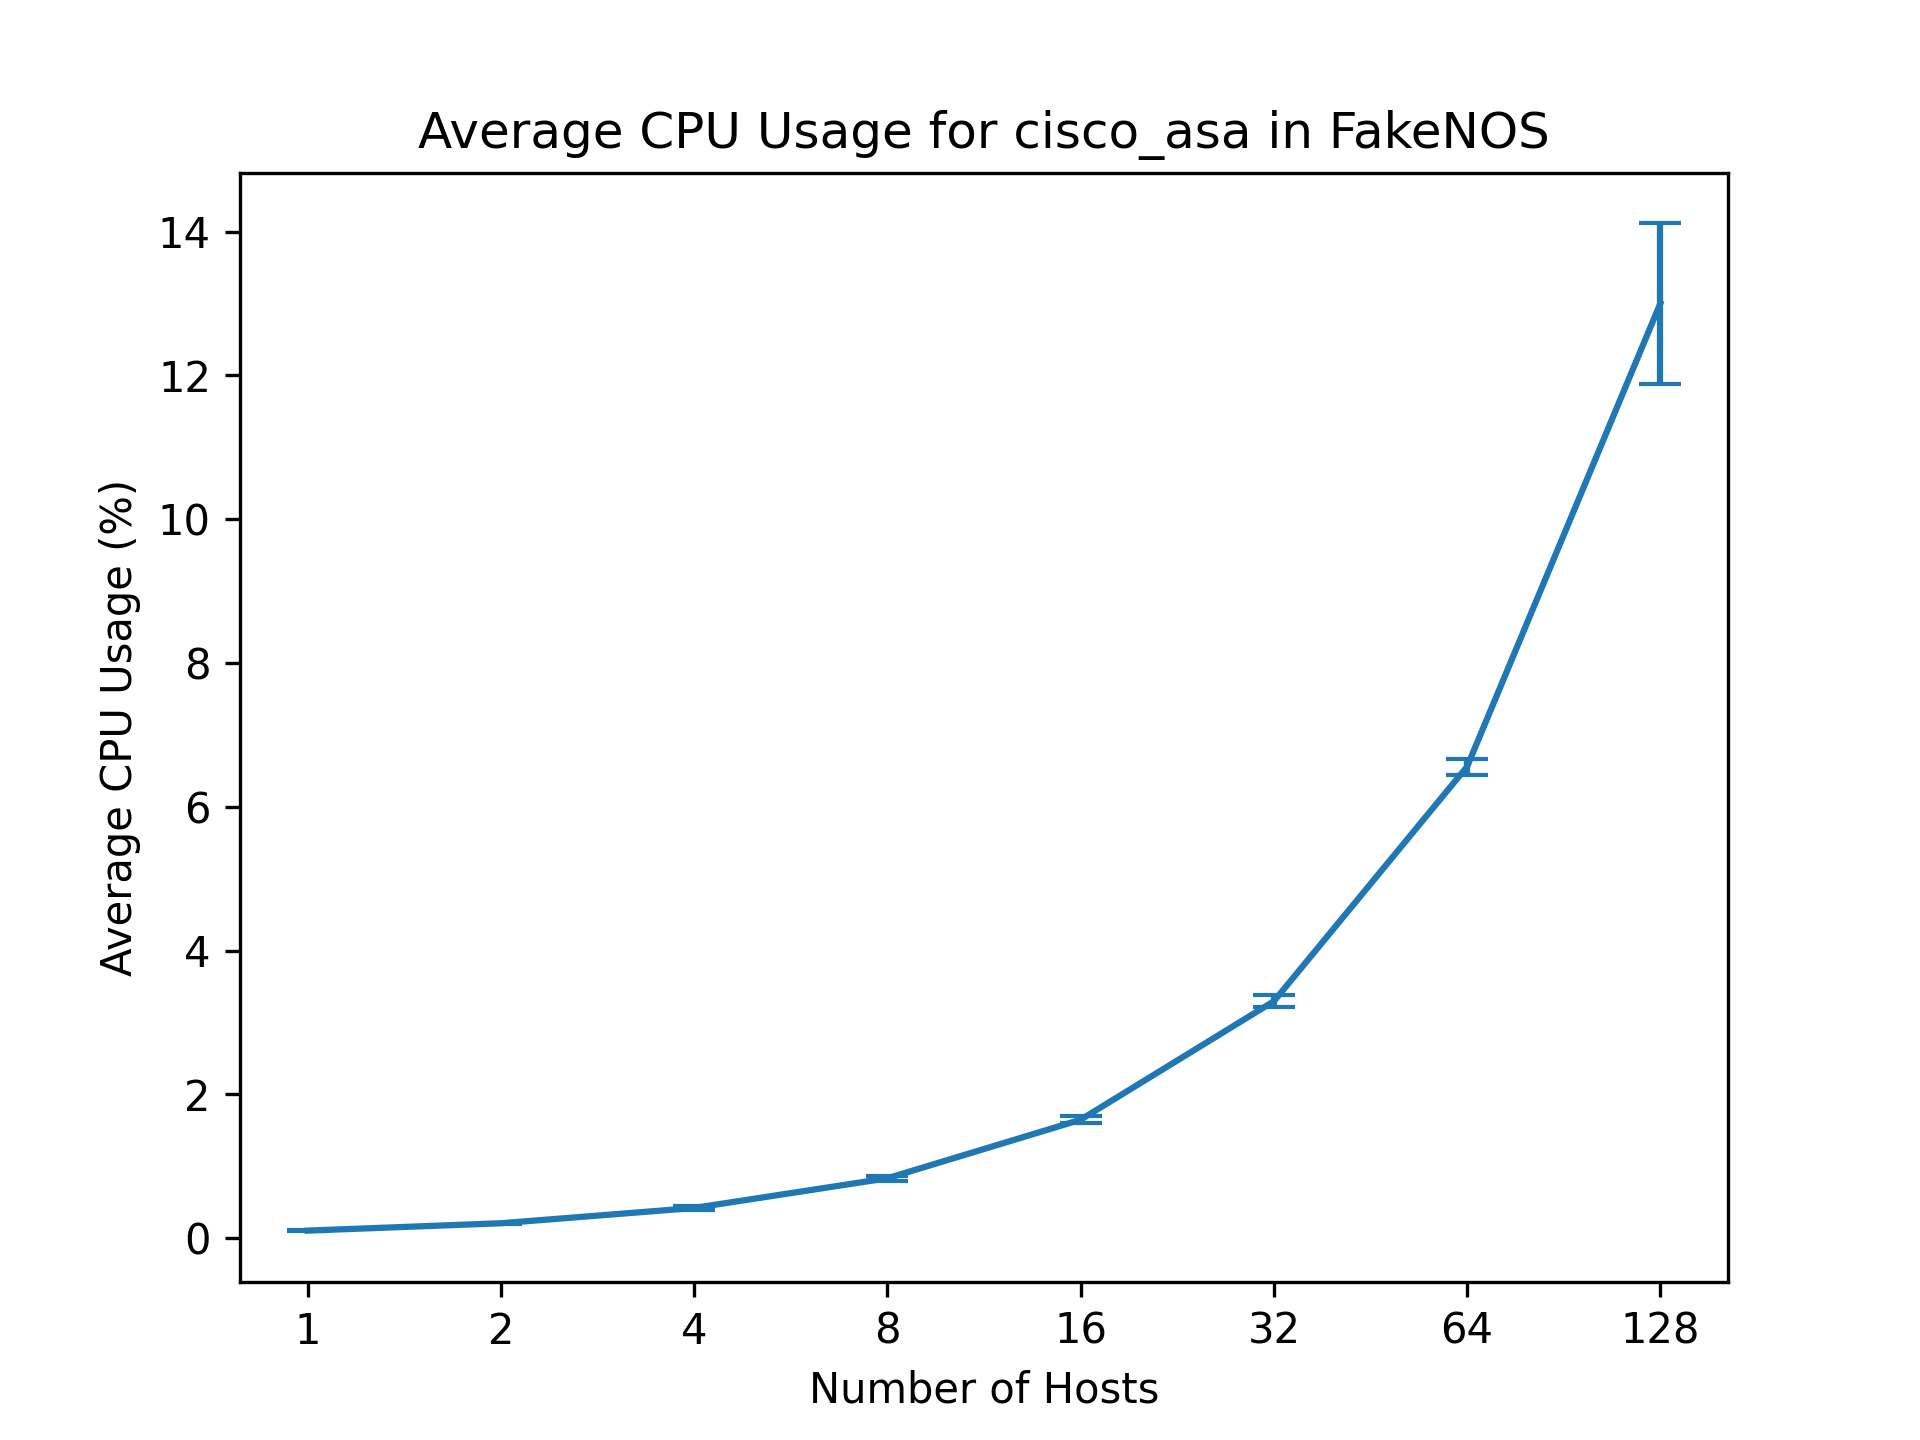 Average CPU Usage for cisco_asa in FakeNOS
Average CPU Usage (%)
14
12
10
8
6
4
2
0
1 2 4 8 16 32 64 128
Number of Hosts